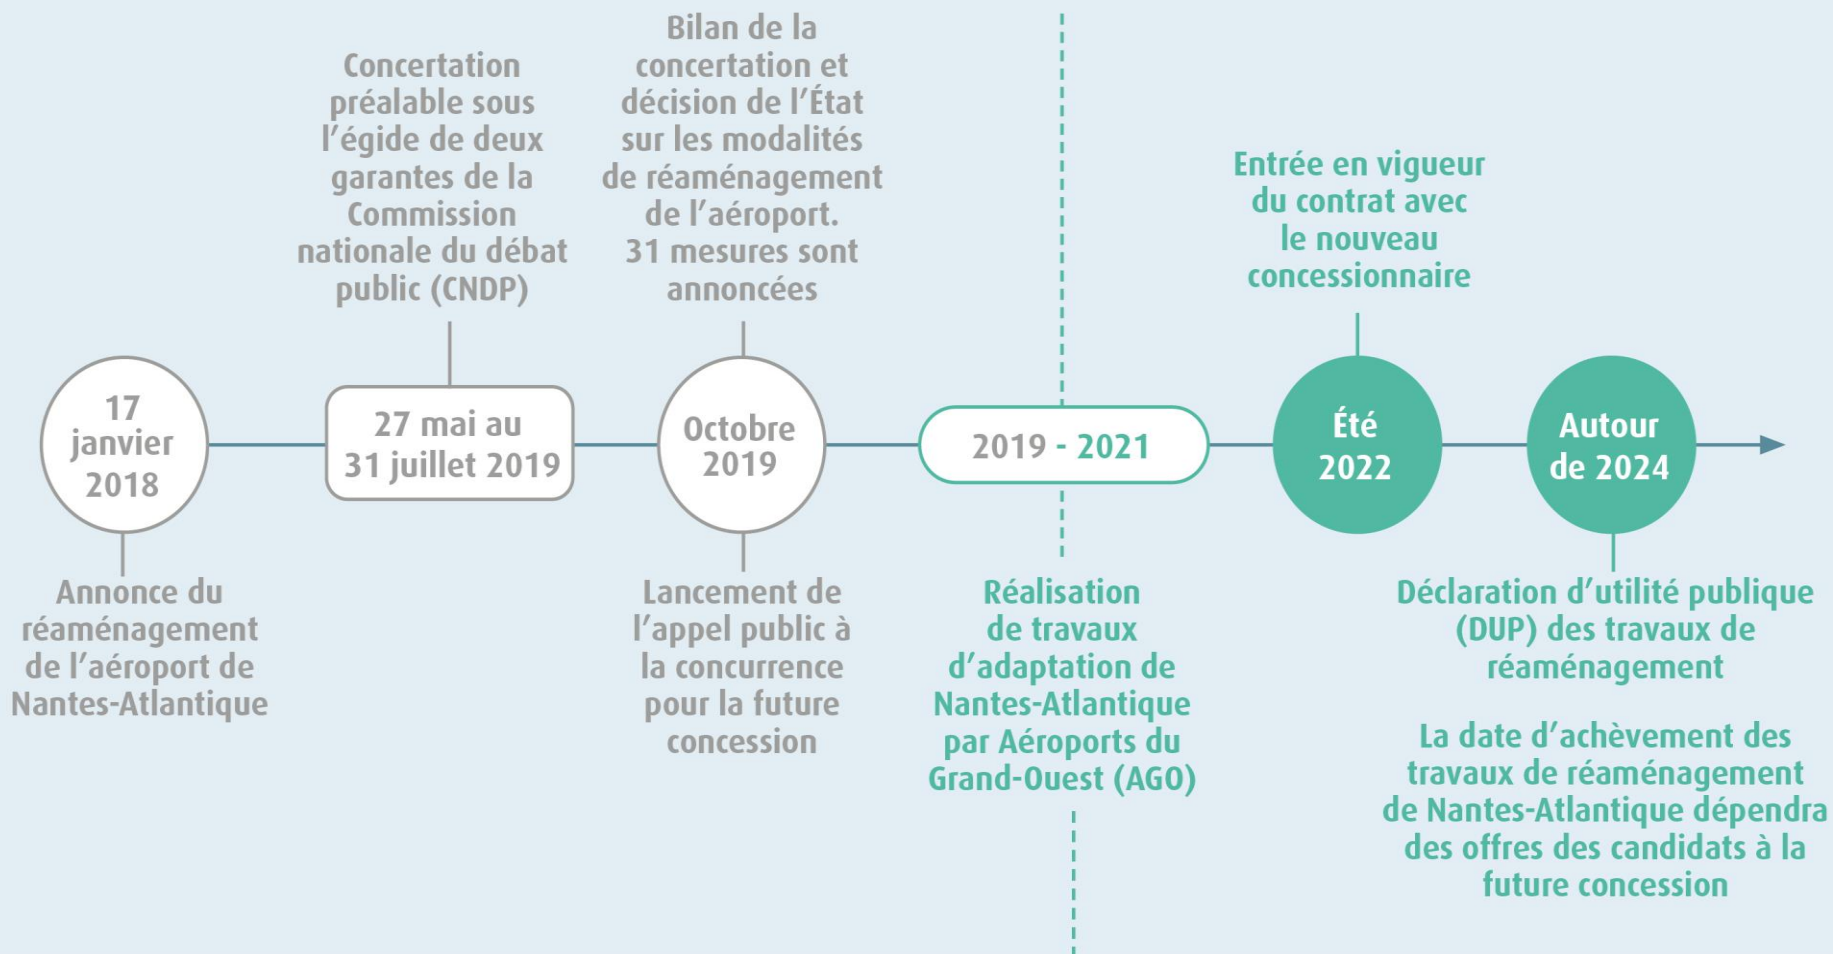 17
janvier
2018
Annonce du
réaménagement
de l’aéroport de
Nantes-Atlantique
Concertation
préalable sous
l’égide de deux
garantes de la
Commission
nationale du débat
public (CNDP)
27 mai au
31 juillet 2019
Bilan de la
concertation et
décision de l’État
sur les modalités
de réaménagement
de l’aéroport.
31 mesures sont
annoncées
Octobre
2019
Lancement de
l’appel public à
la concurrence
pour la future
concession
2019 - 2021
Réalisation
de travaux
d’adaptation de
Nantes-Atlantique
par Aéroports du
Grand-Ouest (AGO)
Entrée en vigueur
du contrat avec
le nouveau
concessionnaire
Été
2022
Autour
de 2024
Déclaration d’utilité publique
(DUP) des travaux de
réaménagement
La date d’achèvement des
travaux de réaménagement
de Nantes-Atlantique dépendra
des offres des candidats à la
future concession